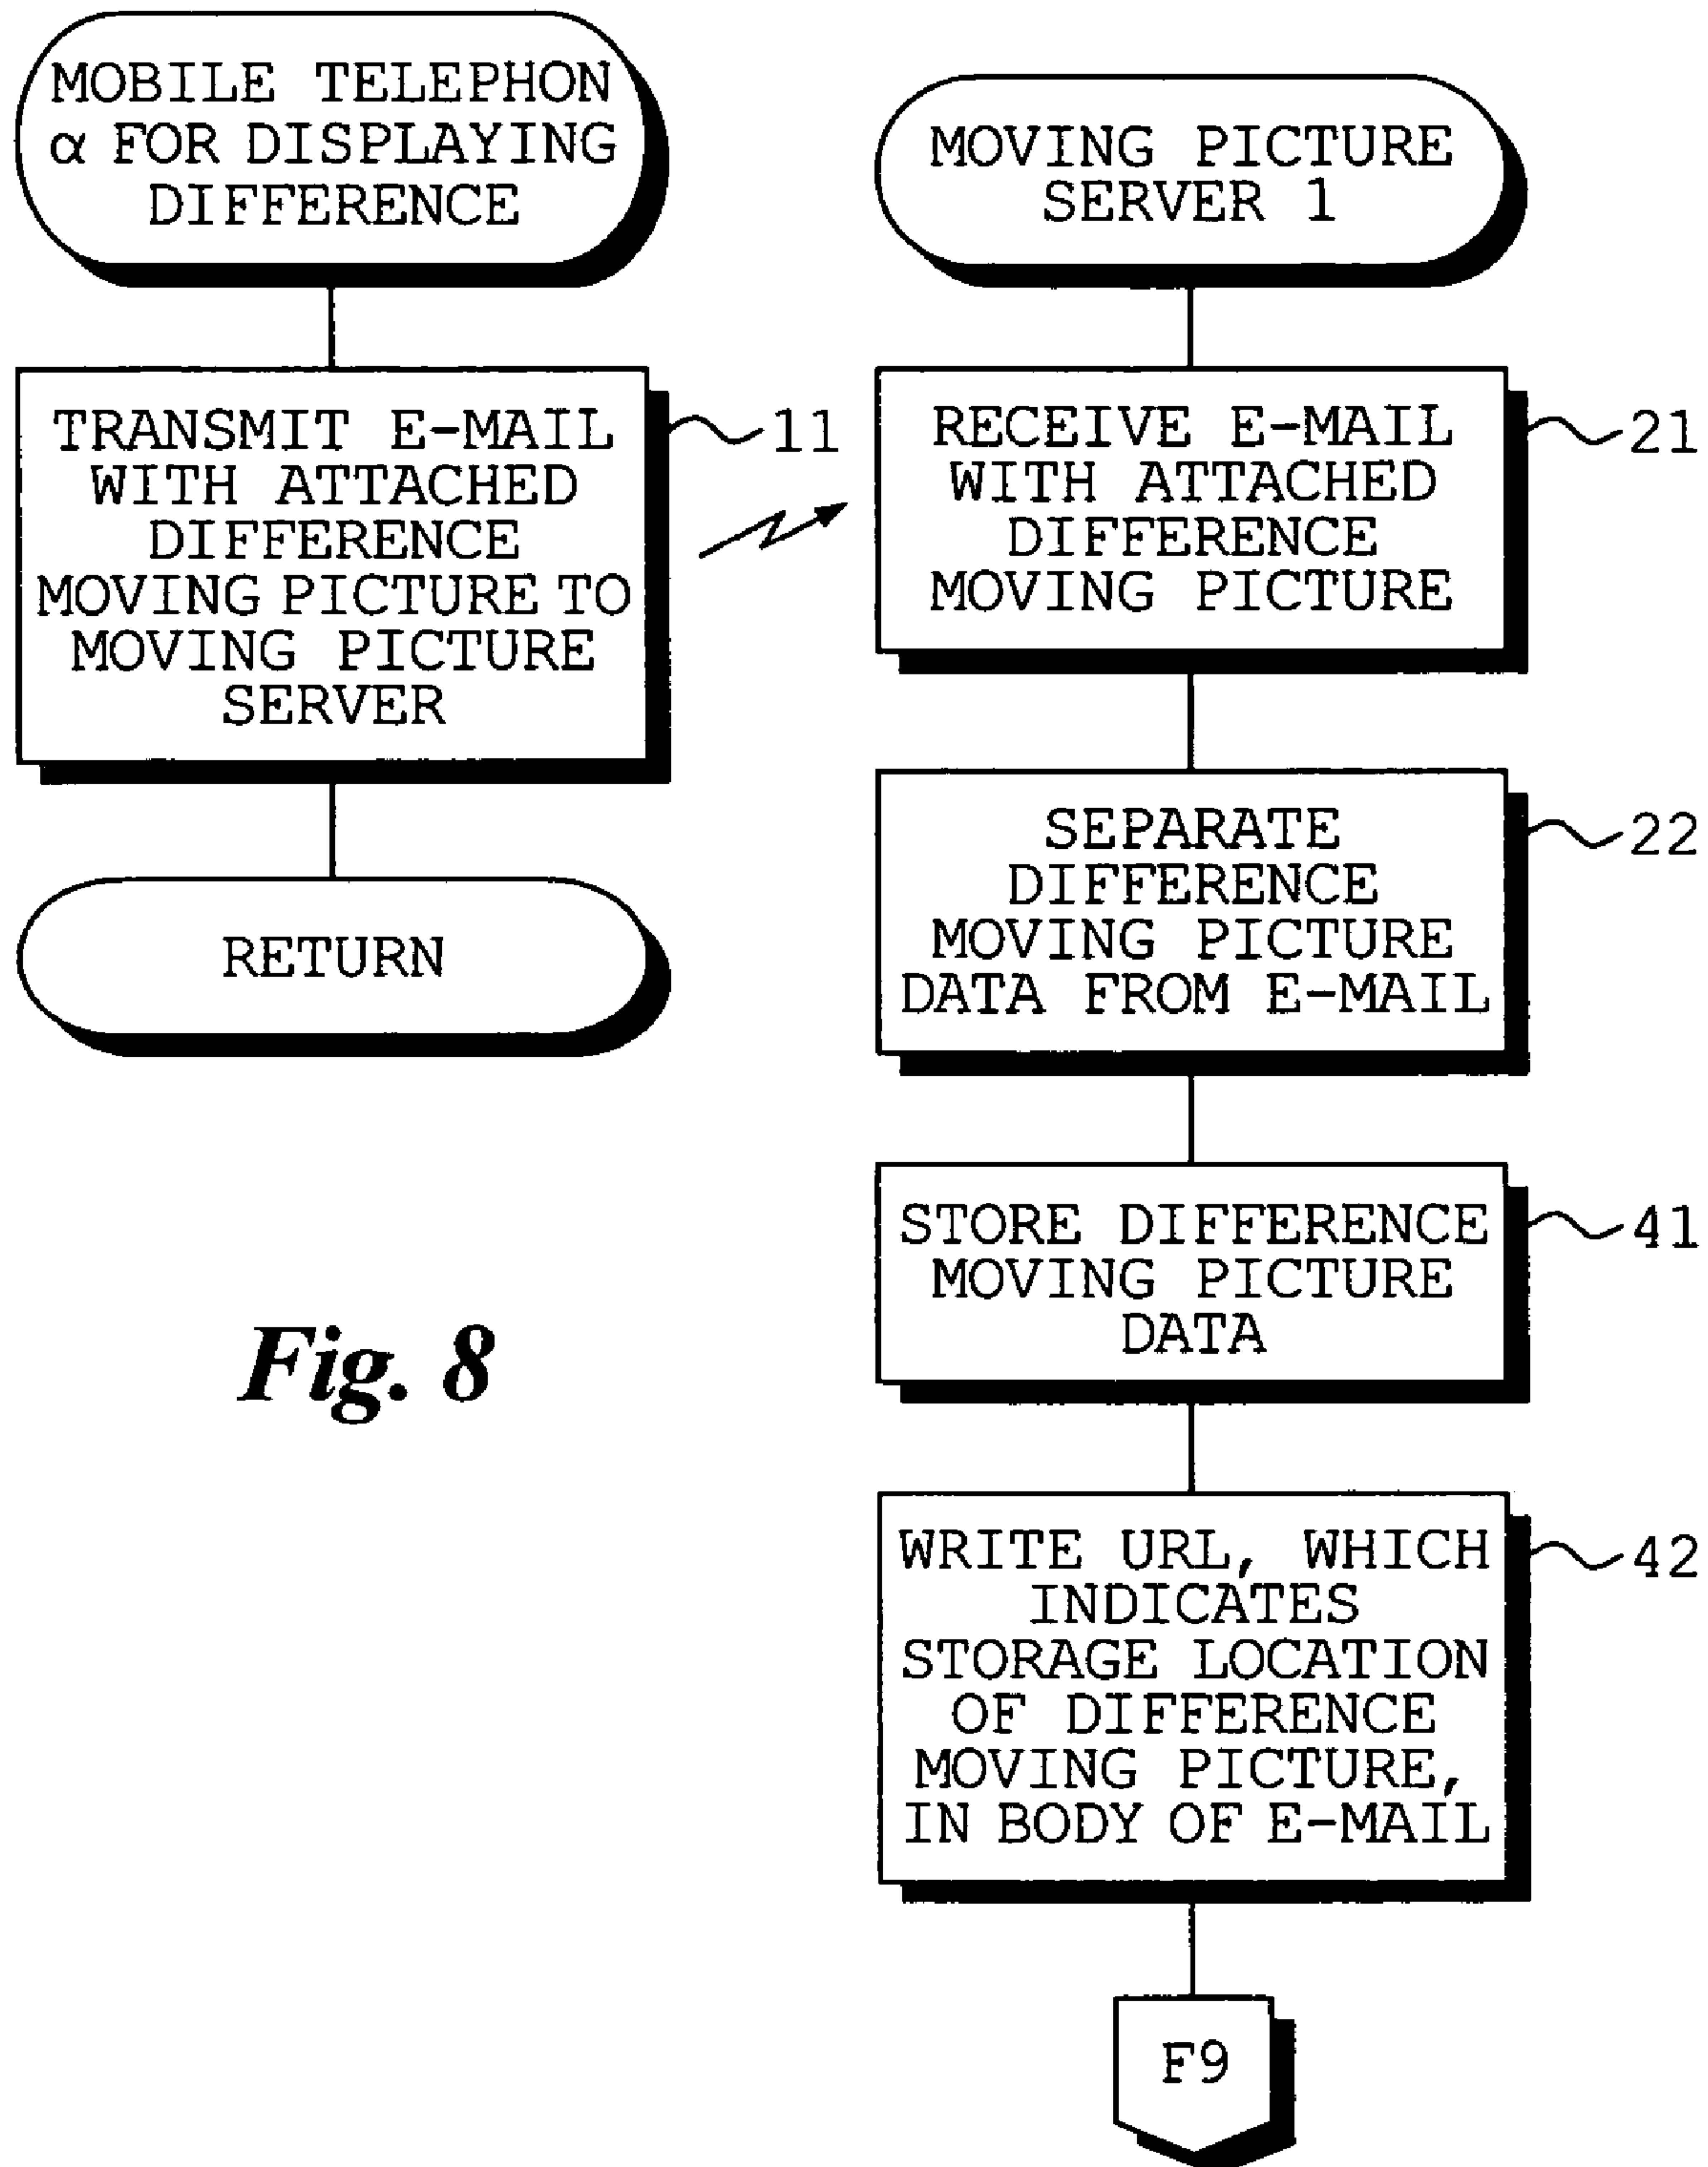 MOBILE TELEPHON
α FOR DISPLAYING
DIFFERENCE
TRANSMIT E-MAIL
WITH ATTACHED
DIFFERENCE
MOVING PICTURE TO
MOVING PICTURE
SERVER
11
RETURN
MOVING PICTURE
SERVER 1
RECEIVE E-MAIL
WITH ATTACHED
DIFFERENCE
MOVING PICTURE
21
SEPARATE
DIFFERENCE
MOVING PICTURE
DATA FROM E-MAIL
22
STORE DIFFERENCE
MOVING PICTURE
DATA
41
WRITE URL, WHICH
INDICATES
STORAGE LOCATION
OF DIFFERENCE
MOVING PICTURE,
IN BODY OF E-MAIL
42
F9
Fig. 8